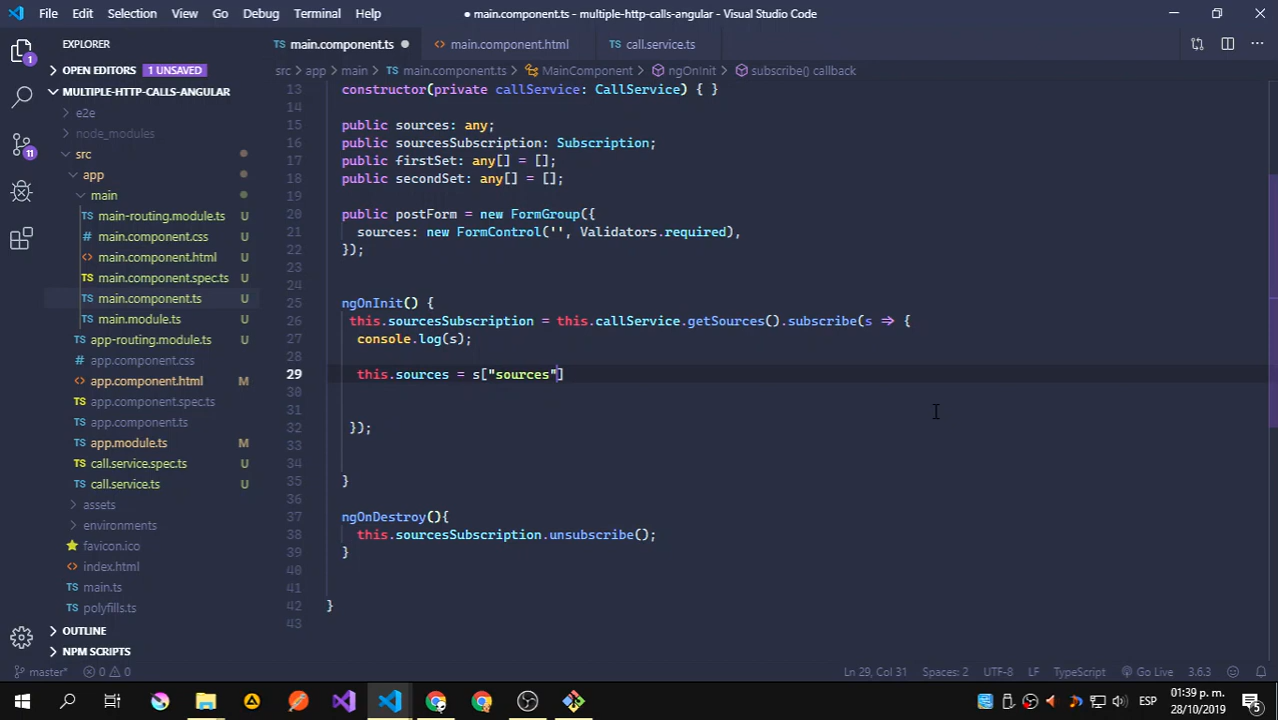 File Edit Selection View Go Debug Terminal Help
● main.component.ts - multiple-http-calls-angular - Visual Studio Code
EXPLORER
OPEN EDITORS 1 UNSAVED
MULTIPLE-HTTP-CALLS-ANGULAR
e2e
node_modules
src
app
main
main-routing.module.ts U
main.component.css U
main.component.html U
main.component.spec.ts U
main.component.ts U
main.module.ts U
app-routing.module.ts U
app.component.css
app.component.html M
app.component.spec.ts
app.component.ts
app.module.ts M
call.service.spec.ts U
call.service.ts U
assets
environments
favicon.ico
index.html
main.ts
polyfills.ts
OUTLINE
NPM SCRIPTS
1
11
TS main.component.ts ● main.component.html TS call.service.ts
src > app > main > TS main.component.ts > MainComponent > ngOnInit > subscribe() callback
13 constructor(private callService: CallService) { }
14
15 public sources: any;
16 public sourcesSubscription: Subscription;
17 public firstSet: any[] = [];
18 public secondSet: any[] = [];
19
20 public postForm = new FormGroup({
21 sources: new FormControl('', Validators.required),
22 });
23
24
25 ngOnInit() {
26 this.sourcesSubscription = this.callService.getSources().subscribe(s => {
27 console.log(s);
28
29 this.sources = s["sources"]
30
31
32 });
33
34
35 }
36
37 ngOnDestroy(){
38 this.sourcesSubscription.unsubscribe();
39 }
40
41
42 }
43
master* 0 0 Ln 29, Col 31 Spaces: 2 UTF-8 LF TypeScript Go Live 3.6.3
ESP 01:39 p. m. 28/10/2019 5